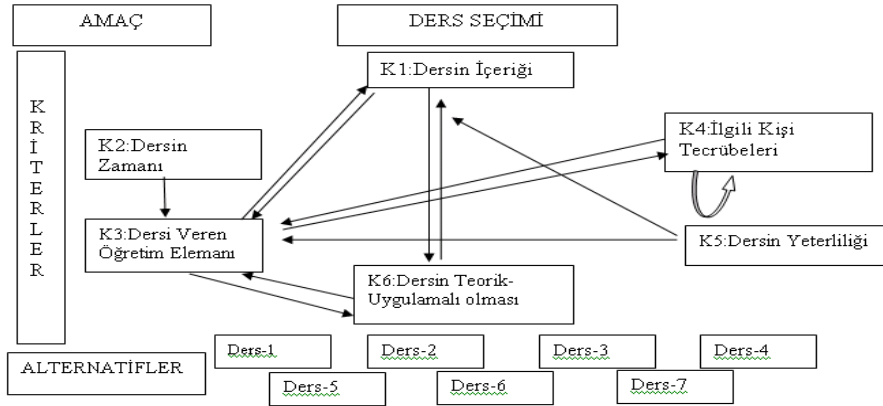 AMAÇ
DERS SEÇİMİ
KRİTERLER
K1:Dersin İçeriği
K2:Dersin
Zamanı
K4:İlgili Kişi
Tecrübeleri
K3:Dersi Veren
Öğretim Elemanı
K5:Dersin Yeterliliği
K6:Dersin Teorik-
Uygulamalı olması
ALTERNATİFLER
Ders-1
Ders-2
Ders-3
Ders-4
Ders-5
Ders-6
Ders-7